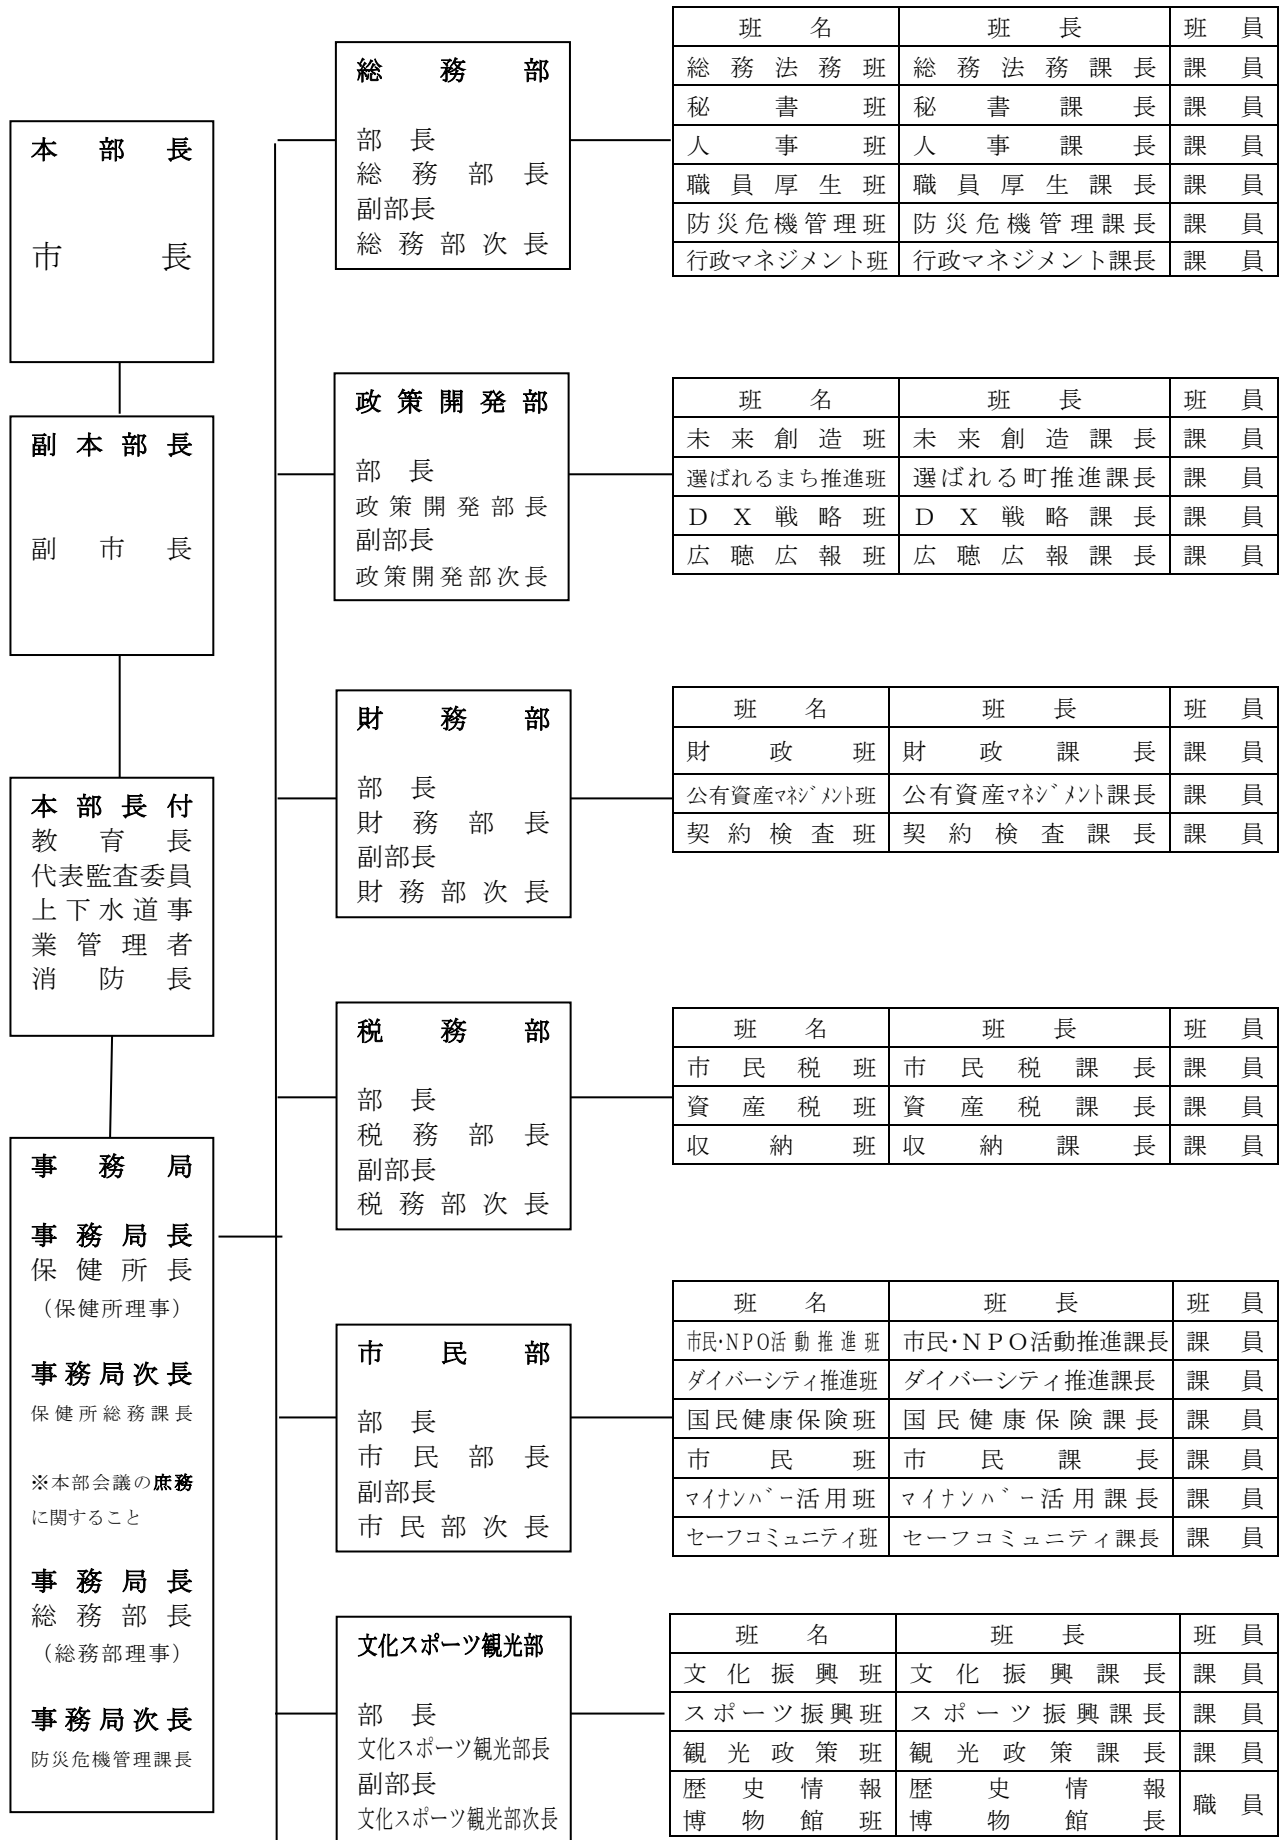 本部長
市長
副本部長
副市長
本部長付
教育長
代表監査委員
上下水道事
業管理者
消防長
事務局
事務局長
保健所長
（保健所理事）
事務局次長
保健所総務課長
※本部会議の庶務
に関すること
事務局長
総務部長
（総務部理事）
事務局次長
防災危機管理課長
総務部
部長
総務部長
副部長
総務部次長
班名 班長 班員
総務法務班 総務法務課長 課員
秘書班 秘書課長 課員
人事班 人事課長 課員
職員厚生班 職員厚生課長 課員
防災危機管理班 防災危機管理課長 課員
行政マネジメント班 行政マネジメント課長 課員
政策開発部
部長
政策開発部長
副部長
政策開発部次長
班名 班長 班員
未来創造班 未来創造課長 課員
選ばれるまち推進班 選ばれる町推進課長 課員
ＤＸ戦略班 ＤＸ戦略課長 課員
広聴広報班 広聴広報課長 課員
財務部
部長
財務部長
副部長
財務部次長
班名 班長 班員
財政班 財政課長 課員
公有資産ﾏﾈｼﾞﾒﾝﾄ班 公有資産ﾏﾈｼﾞﾒﾝﾄ課長 課員
契約検査班 契約検査課長 課員
税務部
部長
税務部長
副部長
税務部次長
班名 班長 班員
市民税班 市民税課長 課員
資産税班 資産税課長 課員
収納班 収納課長 課員
市民部
部長
市民部長
副部長
市民部次長
班名 班長 班員
市民・ＮＰＯ活動推進班 市民・ＮＰＯ活動推進課長 課員
ダイバーシティ推進班 ダイバーシティ推進課長 課員
国民健康保険班 国民健康保険課長 課員
市民班 市民課長 課員
ﾏｲﾅﾝﾊﾞｰ活用班 ﾏｲﾅﾝﾊﾞｰ活用課長 課員
セーフコミュニティ班 セーフコミュニティ課長 課員
文化スポーツ観光部
部長
文化スポーツ観光部長
副部長
文化スポーツ観光部次長
班名 班長 班員
文化振興班 文化振興課長 課員
スポーツ振興班 スポーツ振興課長 課員
観光政策班 観光政策課長 課員
歴史情報 歴史情報
博物館班 博物館長 職員